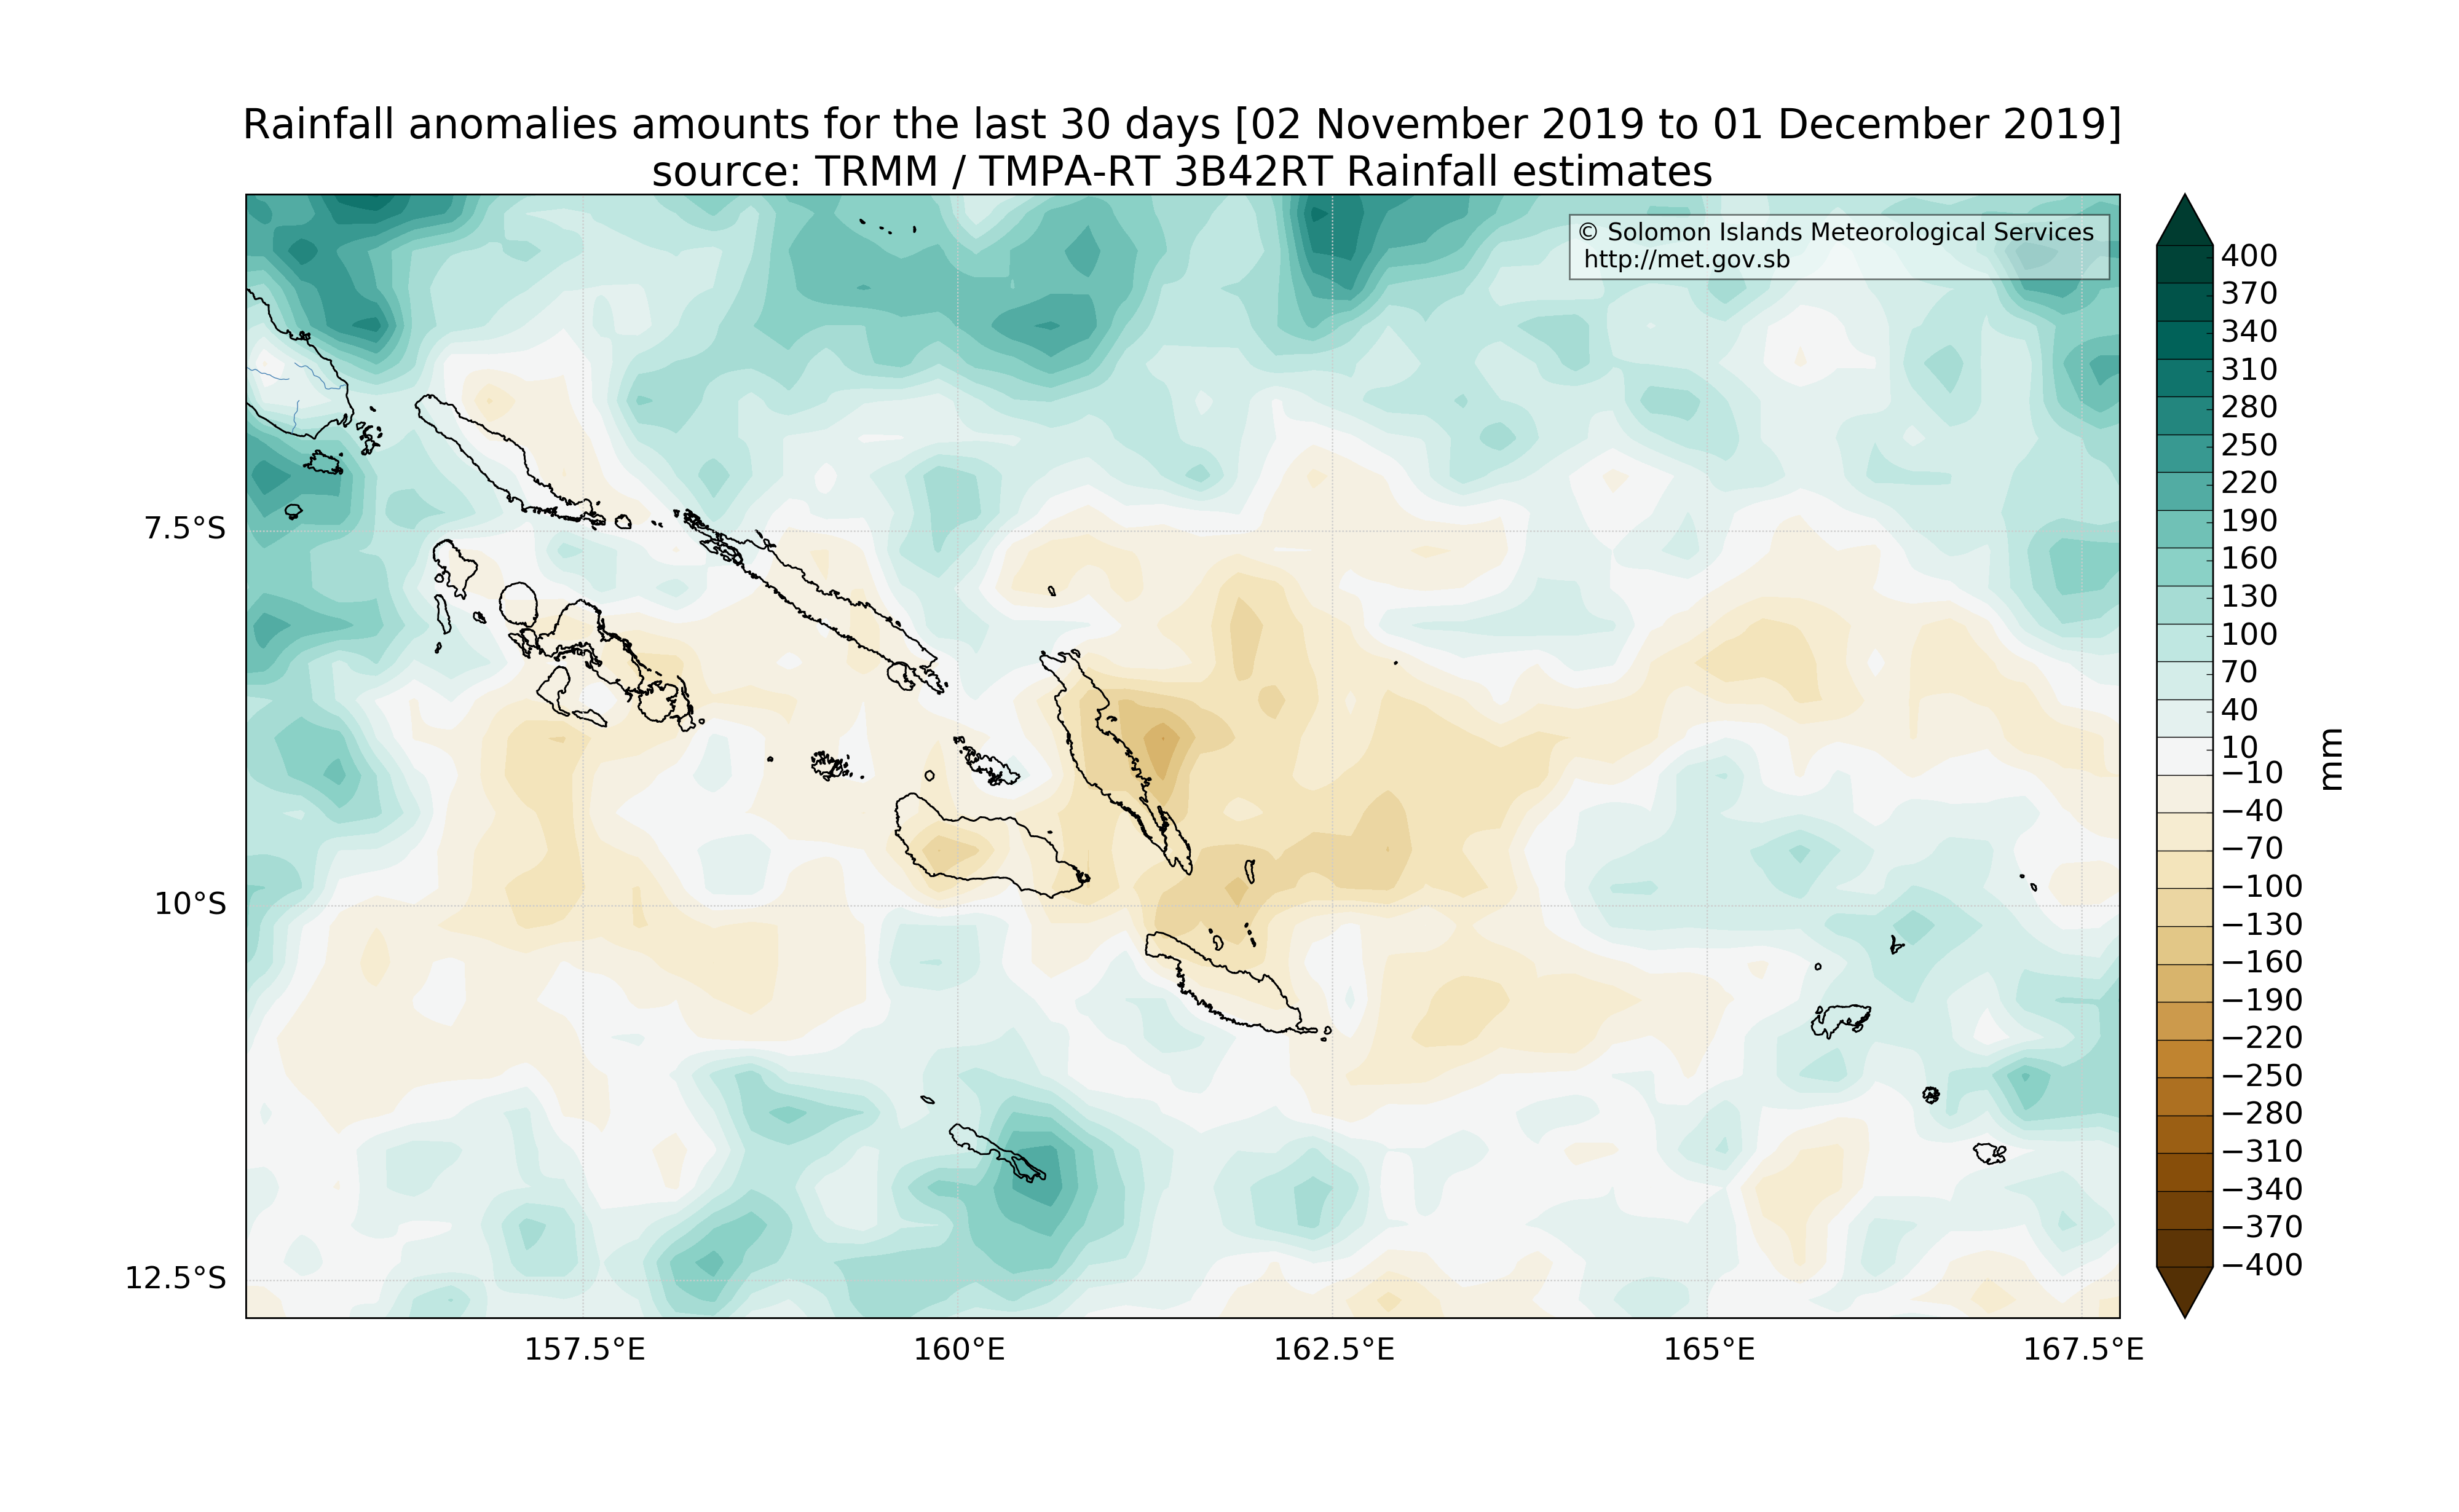 Rainfall anomalies amounts for the last 30 days [02 November 2019 to 01 December 2019]
source: TRMM / TMPA-RT 3B42RT Rainfall estimates
© Solomon Islands Meteorological Services
http://met.gov.sb
7.5°S
10°S
12.5°S
157.5°E
160°E
162.5°E
165°E
167.5°E
400
370
340
310
280
250
220
190
160
130
100
70
40
10
−10
−40
−70
−100
−130
−160
−190
−220
−250
−280
−310
−340
−370
−400
mm